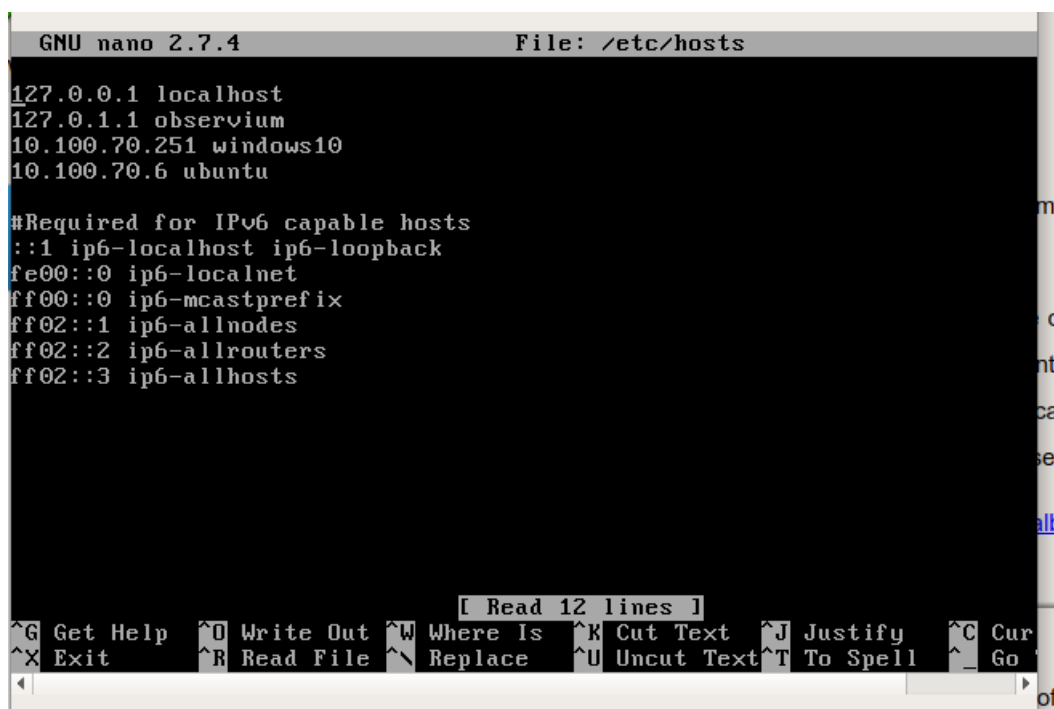 GNU nano 2.7.4 File: /etc/hosts
127.0.0.1 localhost
127.0.1.1 observium
10.100.70.251 windows10
10.100.70.6 ubuntu
#Required for IPv6 capable hosts
::1 ip6-localhost ip6-loopback
fe00::0 ip6-localnet
ff00::0 ip6-mcastprefix
ff02::1 ip6-allnodes
ff02::2 ip6-allrouters
ff02::3 ip6-allhosts
[ Read 12 lines ]
^G Get Help ^O Write Out ^W Where Is ^K Cut Text ^J Justify ^C Cur
^X Exit ^R Read File ^\ Replace ^U Uncut Text ^T To Spell ^_ Go